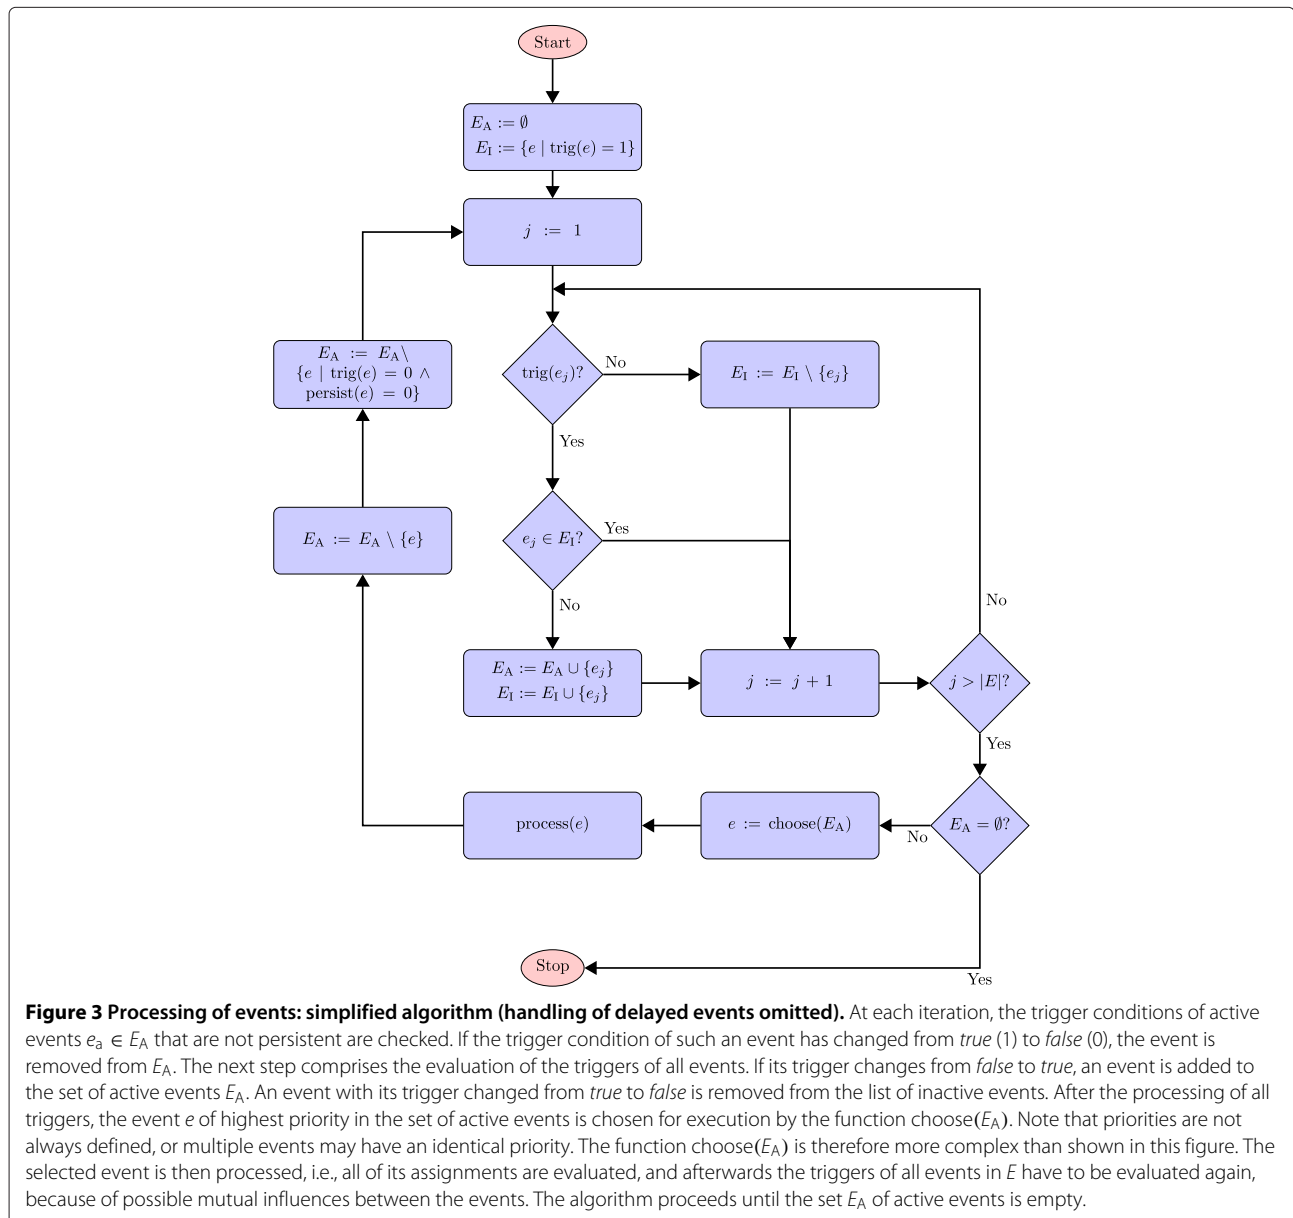 Start
E_A := ∅
E_I := {e | trig(e) = 1}
j := 1
E_A := E_A\
{e | trig(e) = 0 ∧
persist(e) = 0}
trig(e_j)?
No
E_I := E_I \ {e_j}
Yes
E_A := E_A \ {e}
e_j ∈ E_I?
Yes
No
No
E_A := E_A ∪ {e_j}
E_I := E_I ∪ {e_j}
j := j + 1
j > |E|?
Yes
process(e)
e := choose(E_A)
E_A = ∅?
No
Stop
Yes
Figure 3 Processing of events: simplified algorithm (handling of delayed events omitted). At each iteration, the trigger conditions of active
events e_a ∈ E_A that are not persistent are checked. If the trigger condition of such an event has changed from true (1) to false (0), the event is
removed from E_A. The next step comprises the evaluation of the triggers of all events. If its trigger changes from false to true, an event is added to
the set of active events E_A. An event with its trigger changed from true to false is removed from the list of inactive events. After the processing of all
triggers, the event e of highest priority in the set of active events is chosen for execution by the function choose(E_A). Note that priorities are not
always defined, or multiple events may have an identical priority. The function choose(E_A) is therefore more complex than shown in this figure. The
selected event is then processed, i.e., all of its assignments are evaluated, and afterwards the triggers of all events in E have to be evaluated again,
because of possible mutual influences between the events. The algorithm proceeds until the set E_A of active events is empty.